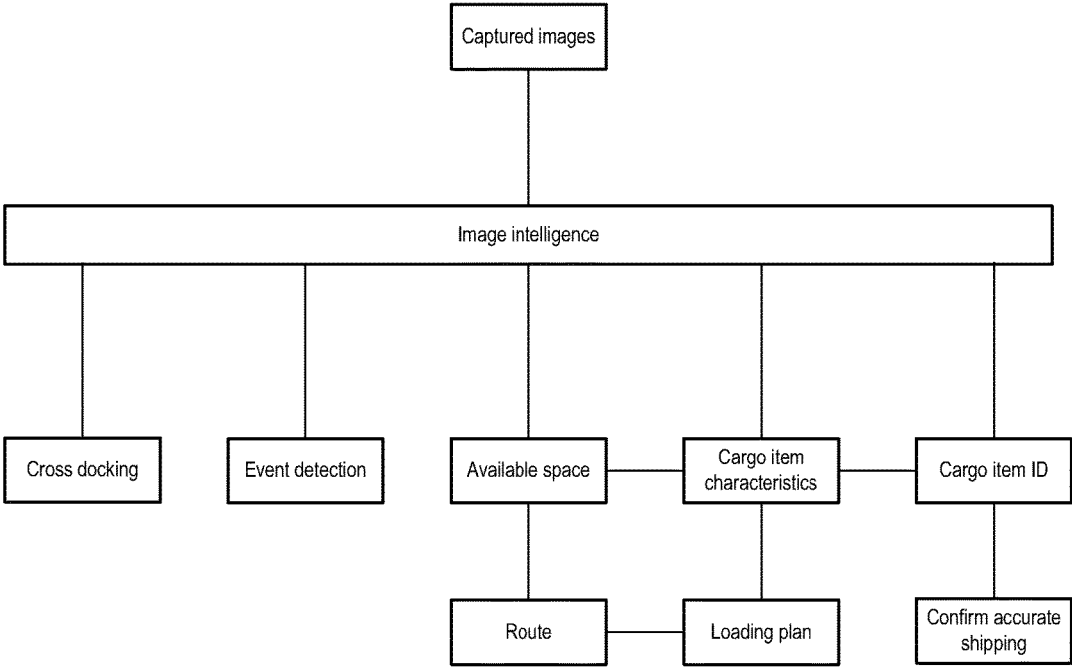 Captured images
Image intelligence
Cross docking
Event detection
Available space
Cargo item
characteristics
Cargo item ID
Route
Loading plan
Confirm accurate
shipping